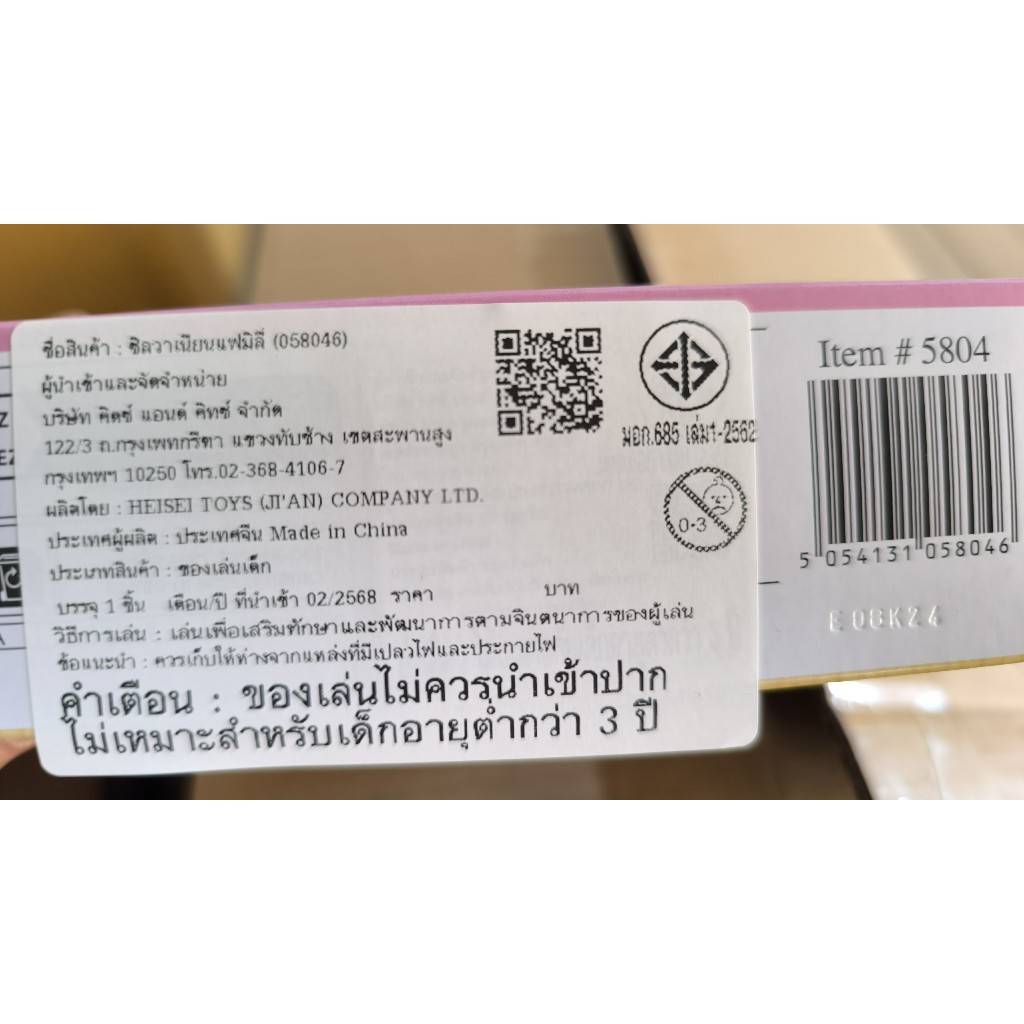 ชื่อสินค้า : ซิลวาเนียนแฟมิลี่ (058046)
ผู้นำเข้าและจัดจำหน่าย
บริษัท คิดซ์ แอนด์ คิทซ์ จำกัด
122/3 ถ.กรุงเทพกรีฑา แขวงทับช้าง เขตสะพานสูง
กรุงเทพฯ 10250 โทร.02-368-4106-7
ผลิตโดย : HEISEI TOYS (JI'AN) COMPANY LTD.
ประเทศผู้ผลิต : ประเทศจีน Made in China
ประเภทสินค้า : ของเล่นเด็ก
บรรจุ 1 ชิ้น เดือน/ปี ที่นำเข้า 02/2568 ราคา บาท
วิธีการเล่น : เล่นเพื่อเสริมทักษาและพัฒนาการตามจินตนาการของผู้เล่น
ข้อแนะนำ : ควรเก็บให้ห่างจากแหล่งที่มีเปลวไฟและประกายไฟ
คำเตือน : ของเล่นไม่ควรนำเข้าปาก
ไม่เหมาะสำหรับเด็กอายุต่ำกว่า 3 ปี
มอก.685 เล่ม1-2562
0-3
Item # 5804
5 054131 058046
E0BK24